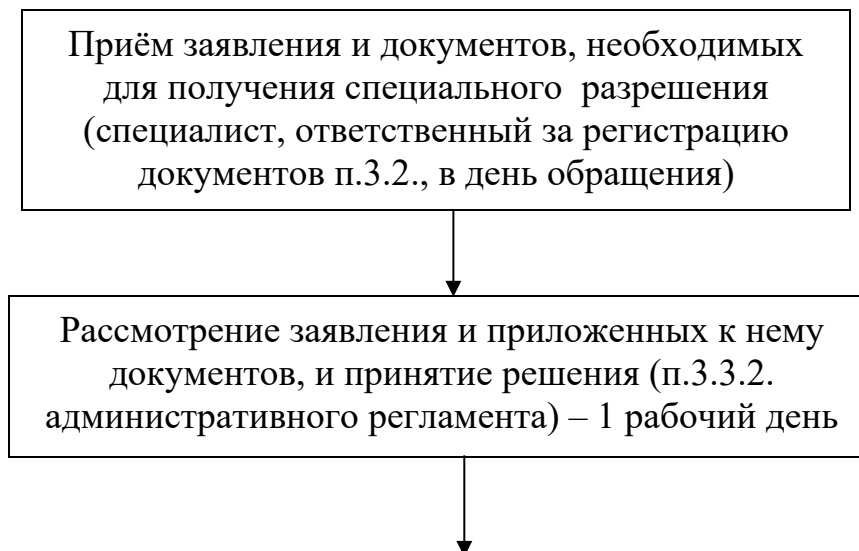 Приём заявления и документов, необходимых
для получения специального разрешения
(специалист, ответственный за регистрацию
документов п.3.2., в день обращения)
Рассмотрение заявления и приложенных к нему
документов, и принятие решения (п.3.3.2.
административного регламента) – 1 рабочий день